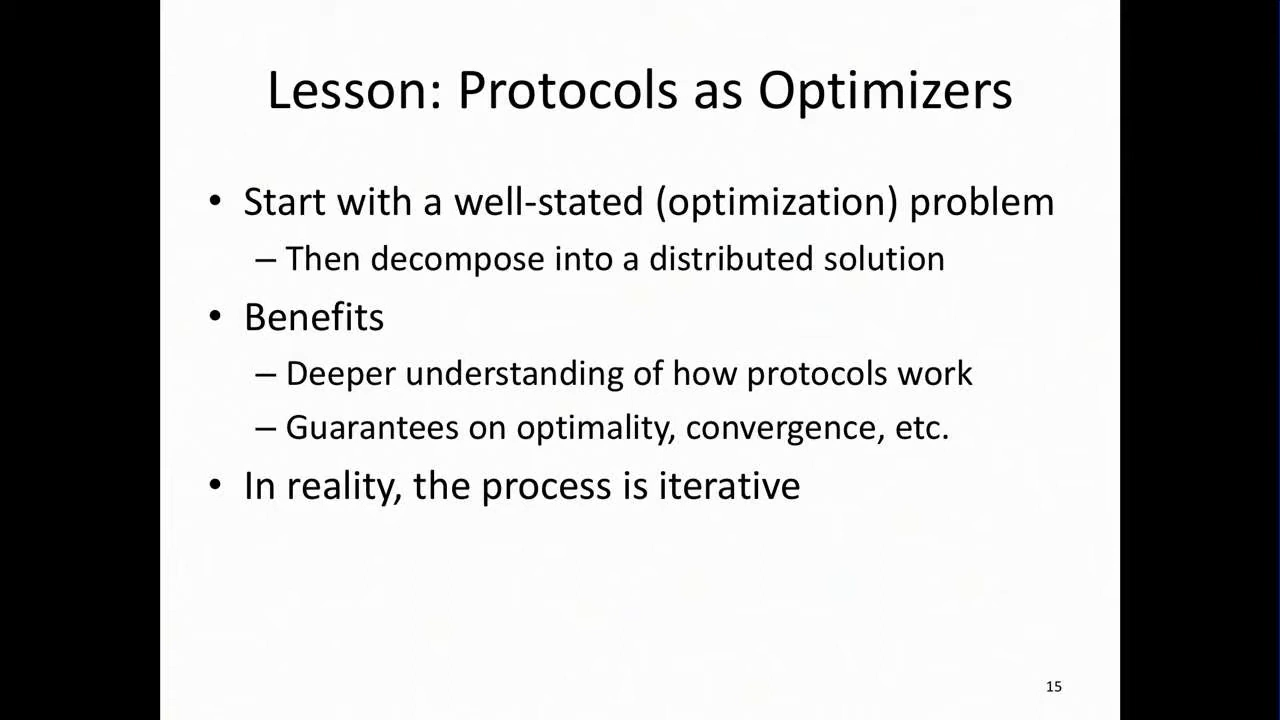 Lesson: Protocols as Optimizers
• Start with a well-stated (optimization) problem
– Then decompose into a distributed solution
• Benefits
– Deeper understanding of how protocols work
– Guarantees on optimality, convergence, etc.
• In reality, the process is iterative
15